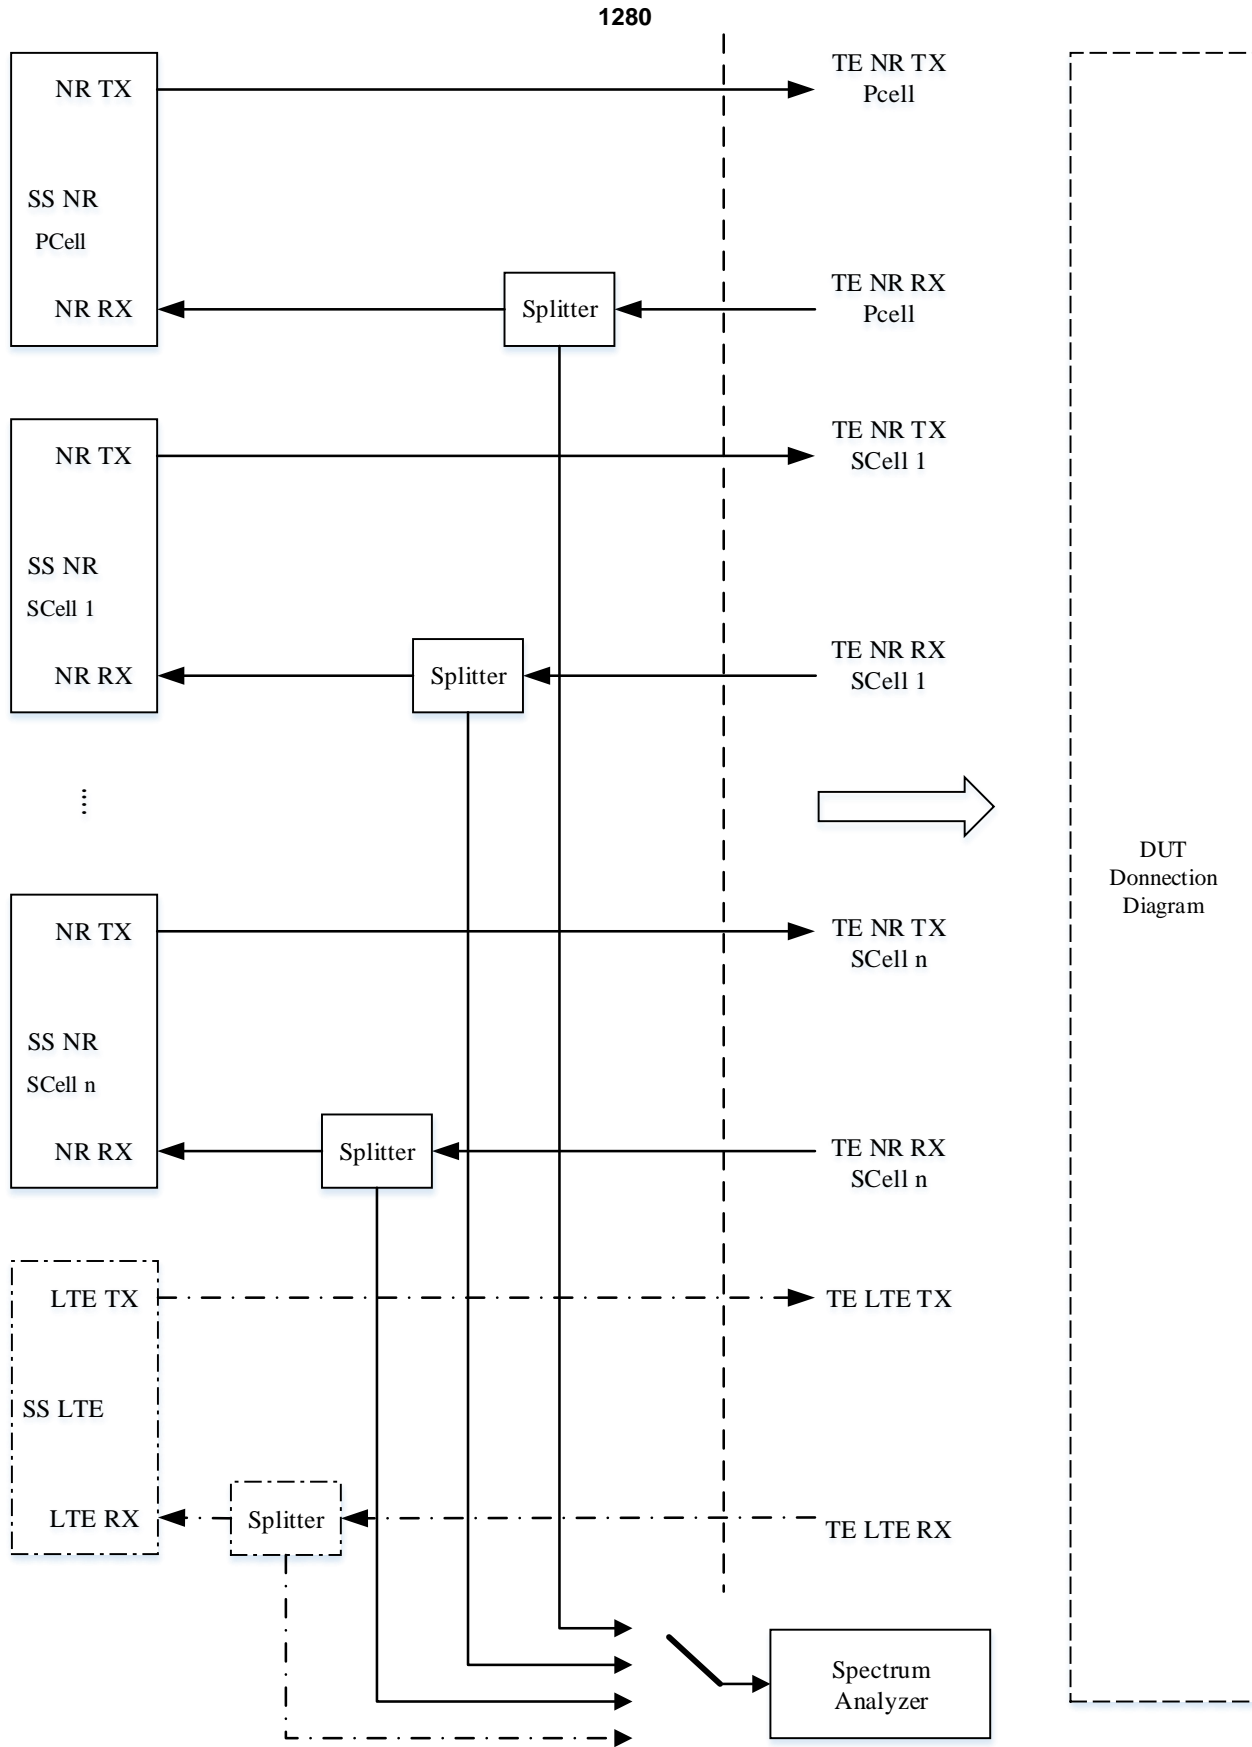 1280
NR TX
SS NR
PCell
NR RX
Splitter
TE NR TX
Pcell
TE NR RX
Pcell
NR TX
SS NR
SCell 1
NR RX
Splitter
TE NR TX
SCell 1
TE NR RX
SCell 1
NR TX
SS NR
SCell n
NR RX
Splitter
TE NR TX
SCell n
TE NR RX
SCell n
LTE TX
SS LTE
LTE RX
Splitter
TE LTE TX
TE LTE RX
Spectrum
Analyzer
DUT
Donnection
Diagram